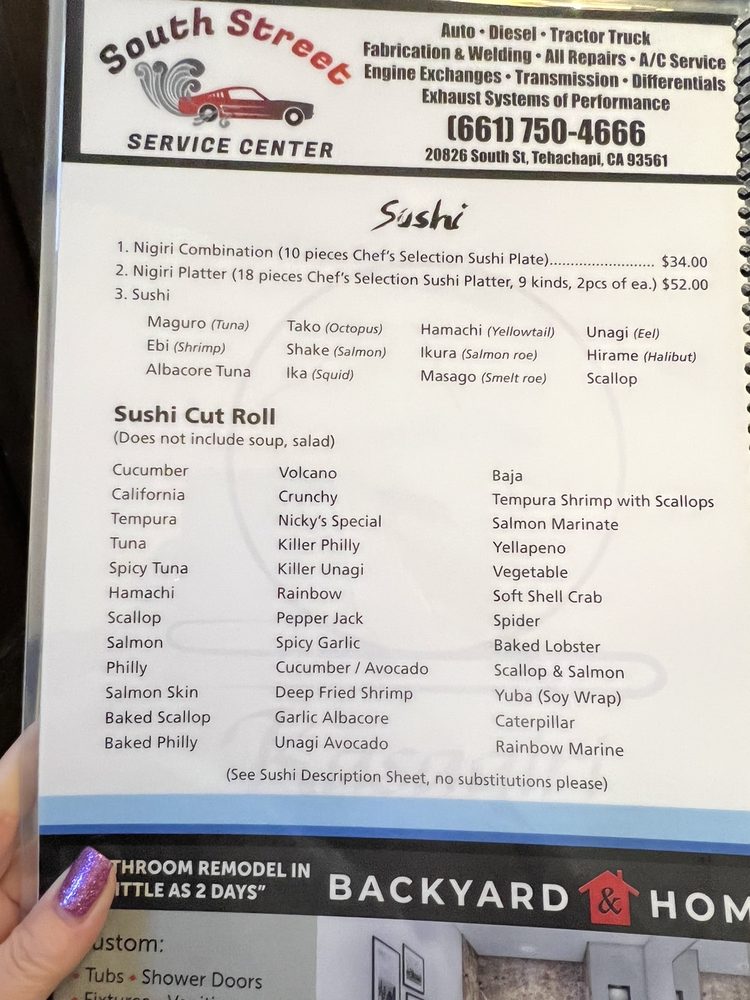 South Street
SERVICE CENTER
Auto • Diesel • Tractor Truck
Fabrication & Welding • All Repairs • A/C Service
Engine Exchanges • Transmission • Differentials
Exhaust Systems of Performance
(661) 750-4666
20826 South St, Tehachapi, CA 93561
Sushi
1. Nigiri Combination (10 pieces Chef's Selection Sushi Plate)........................ $34.00
2. Nigiri Platter (18 pieces Chef's Selection Sushi Platter, 9 kinds, 2pcs of ea.) $52.00
3. Sushi
Maguro (Tuna) Tako (Octopus) Hamachi (Yellowtail) Unagi (Eel)
Ebi (Shrimp) Shake (Salmon) Ikura (Salmon roe) Hirame (Halibut)
Albacore Tuna Ika (Squid) Masago (Smelt roe) Scallop
Sushi Cut Roll
(Does not include soup, salad)
Cucumber Volcano Baja
California Crunchy Tempura Shrimp with Scallops
Tempura Nicky's Special Salmon Marinate
Tuna Killer Philly Yellapeno
Spicy Tuna Killer Unagi Vegetable
Hamachi Rainbow Soft Shell Crab
Scallop Pepper Jack Spider
Salmon Spicy Garlic Baked Lobster
Philly Cucumber / Avocado Scallop & Salmon
Salmon Skin Deep Fried Shrimp Yuba (Soy Wrap)
Baked Scallop Garlic Albacore Caterpillar
Baked Philly Unagi Avocado Rainbow Marine
(See Sushi Description Sheet, no substitutions please)
THROOM REMODEL IN
ITTLE AS 2 DAYS"
BACKYARD & HOM
ustom:
• Tubs • Shower Doors